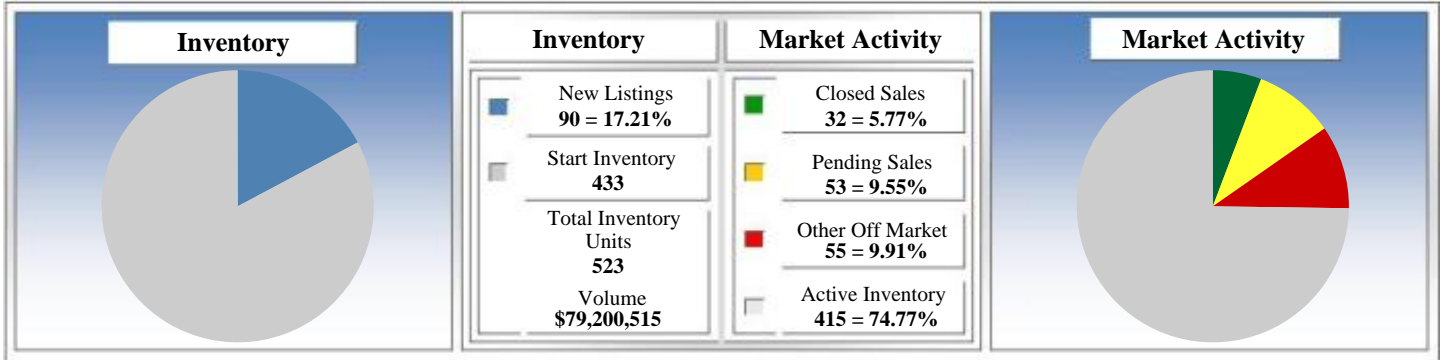 Inventory
Inventory
New Listings
90 = 17.21%
Start Inventory
433
Total Inventory
Units
523
Volume
$79,200,515
Market Activity
Closed Sales
32 = 5.77%
Pending Sales
53 = 9.55%
Other Off Market
55 = 9.91%
Active Inventory
415 = 74.77%
Market Activity